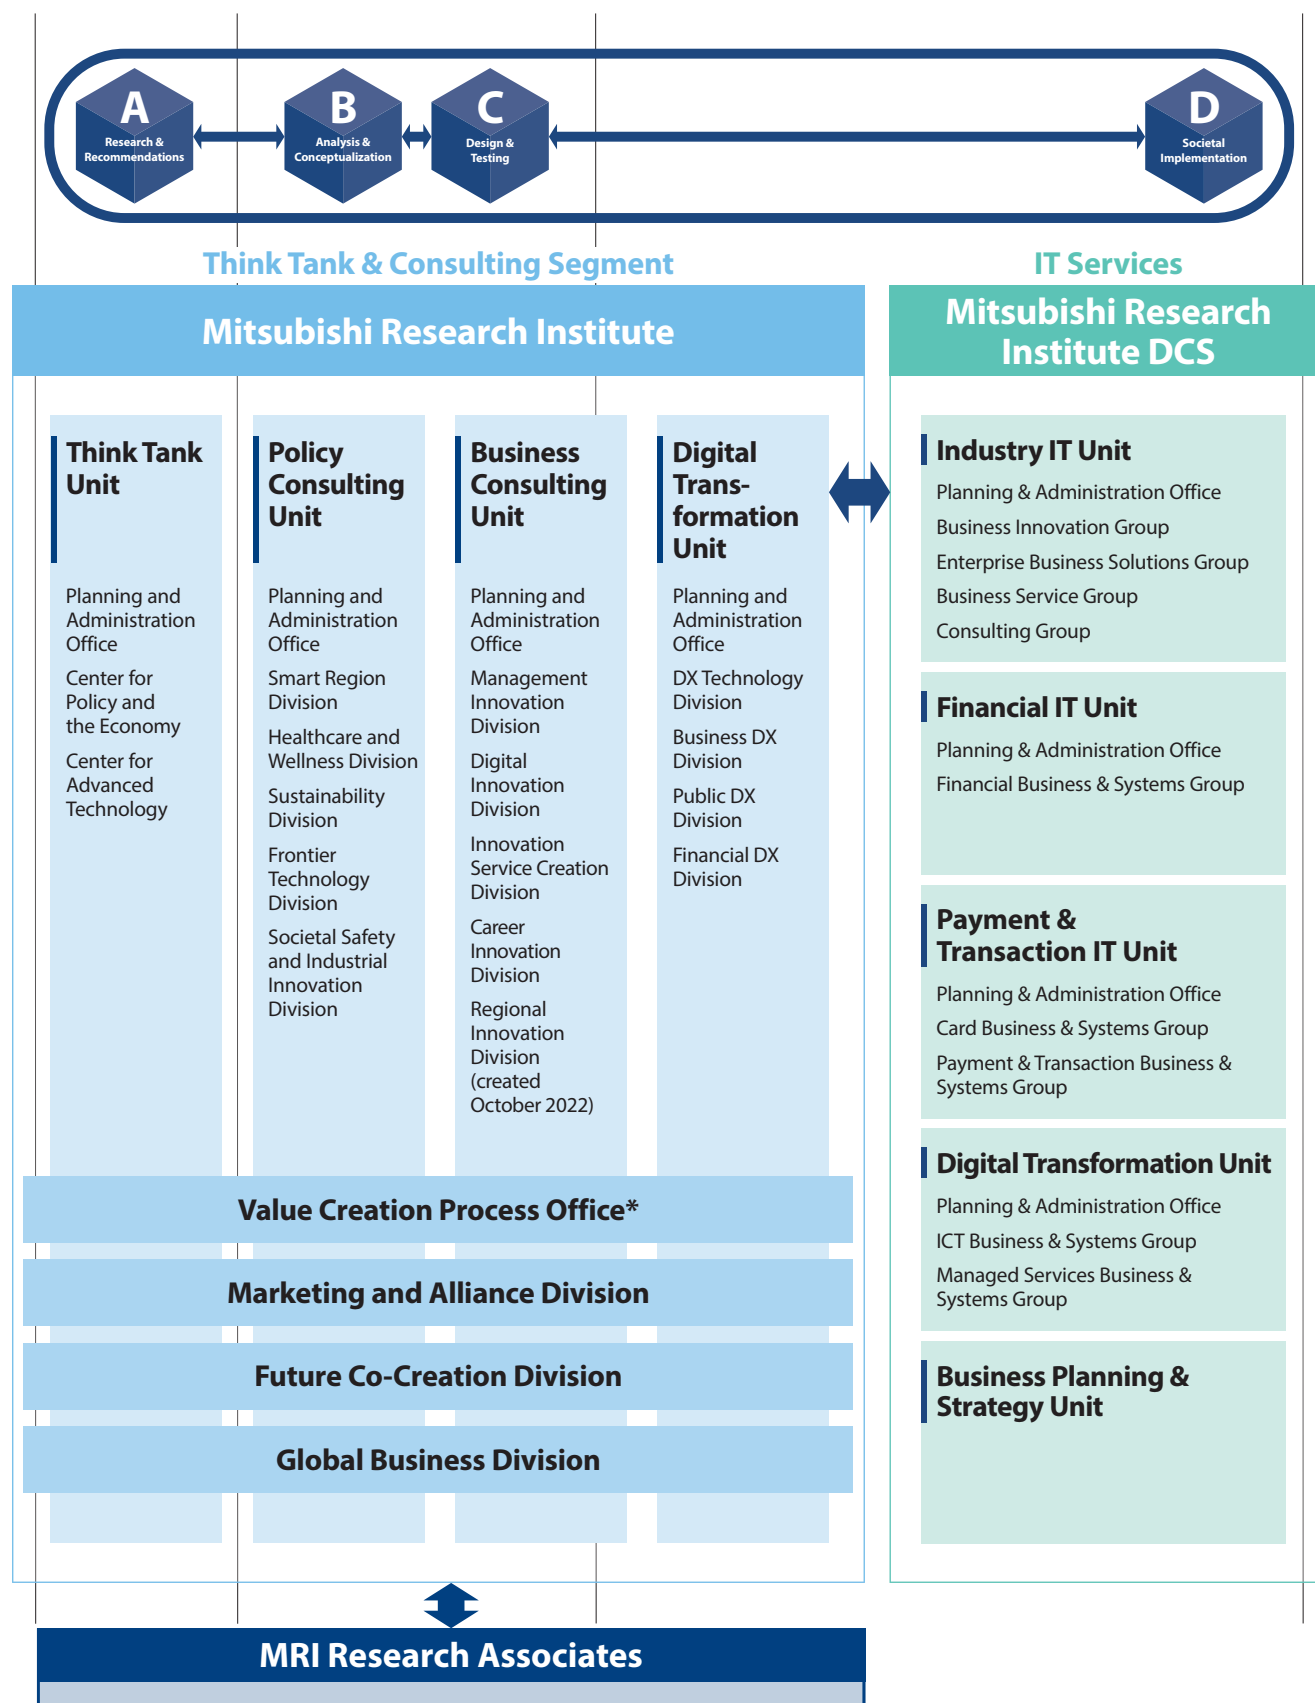 A
Research &
Recommendations
B
Analysis &
Conceptualization
C
Design &
Testing
D
Societal
Implementation
Think Tank & Consulting Segment
Mitsubishi Research Institute
Think Tank
Unit
Planning and
Administration
Office
Center for
Policy and
the Economy
Center for
Advanced
Technology
Policy
Consulting
Unit
Planning and
Administration
Office
Smart Region
Division
Healthcare and
Wellness Division
Sustainability
Division
Frontier
Technology
Division
Societal Safety
and Industrial
Innovation
Division
Business
Consulting
Unit
Planning and
Administration
Office
Management
Innovation
Division
Digital
Innovation
Division
Innovation
Service Creation
Division
Career
Innovation
Division
Regional
Innovation
Division
(created
October 2022)
Digital
Trans-
formation
Unit
Planning and
Administration
Office
DX Technology
Division
Business DX
Division
Public DX
Division
Financial DX
Division
Value Creation Process Office*
Marketing and Alliance Division
Future Co-Creation Division
Global Business Division
MRI Research Associates
IT Services
Mitsubishi Research
Institute DCS
Industry IT Unit
Planning & Administration Office
Business Innovation Group
Enterprise Business Solutions Group
Business Service Group
Consulting Group
Financial IT Unit
Planning & Administration Office
Financial Business & Systems Group
Payment &
Transaction IT Unit
Planning & Administration Office
Card Business & Systems Group
Payment & Transaction Business &
Systems Group
Digital Transformation Unit
Planning & Administration Office
ICT Business & Systems Group
Managed Services Business &
Systems Group
Business Planning &
Strategy Unit